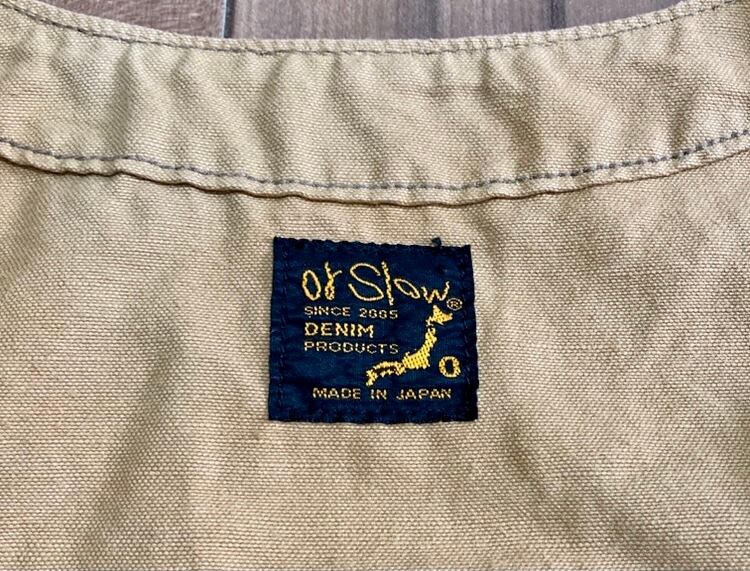 or Slow
®
SINCE 2005
DENIM
PRODUCTS
0
MADE IN JAPAN